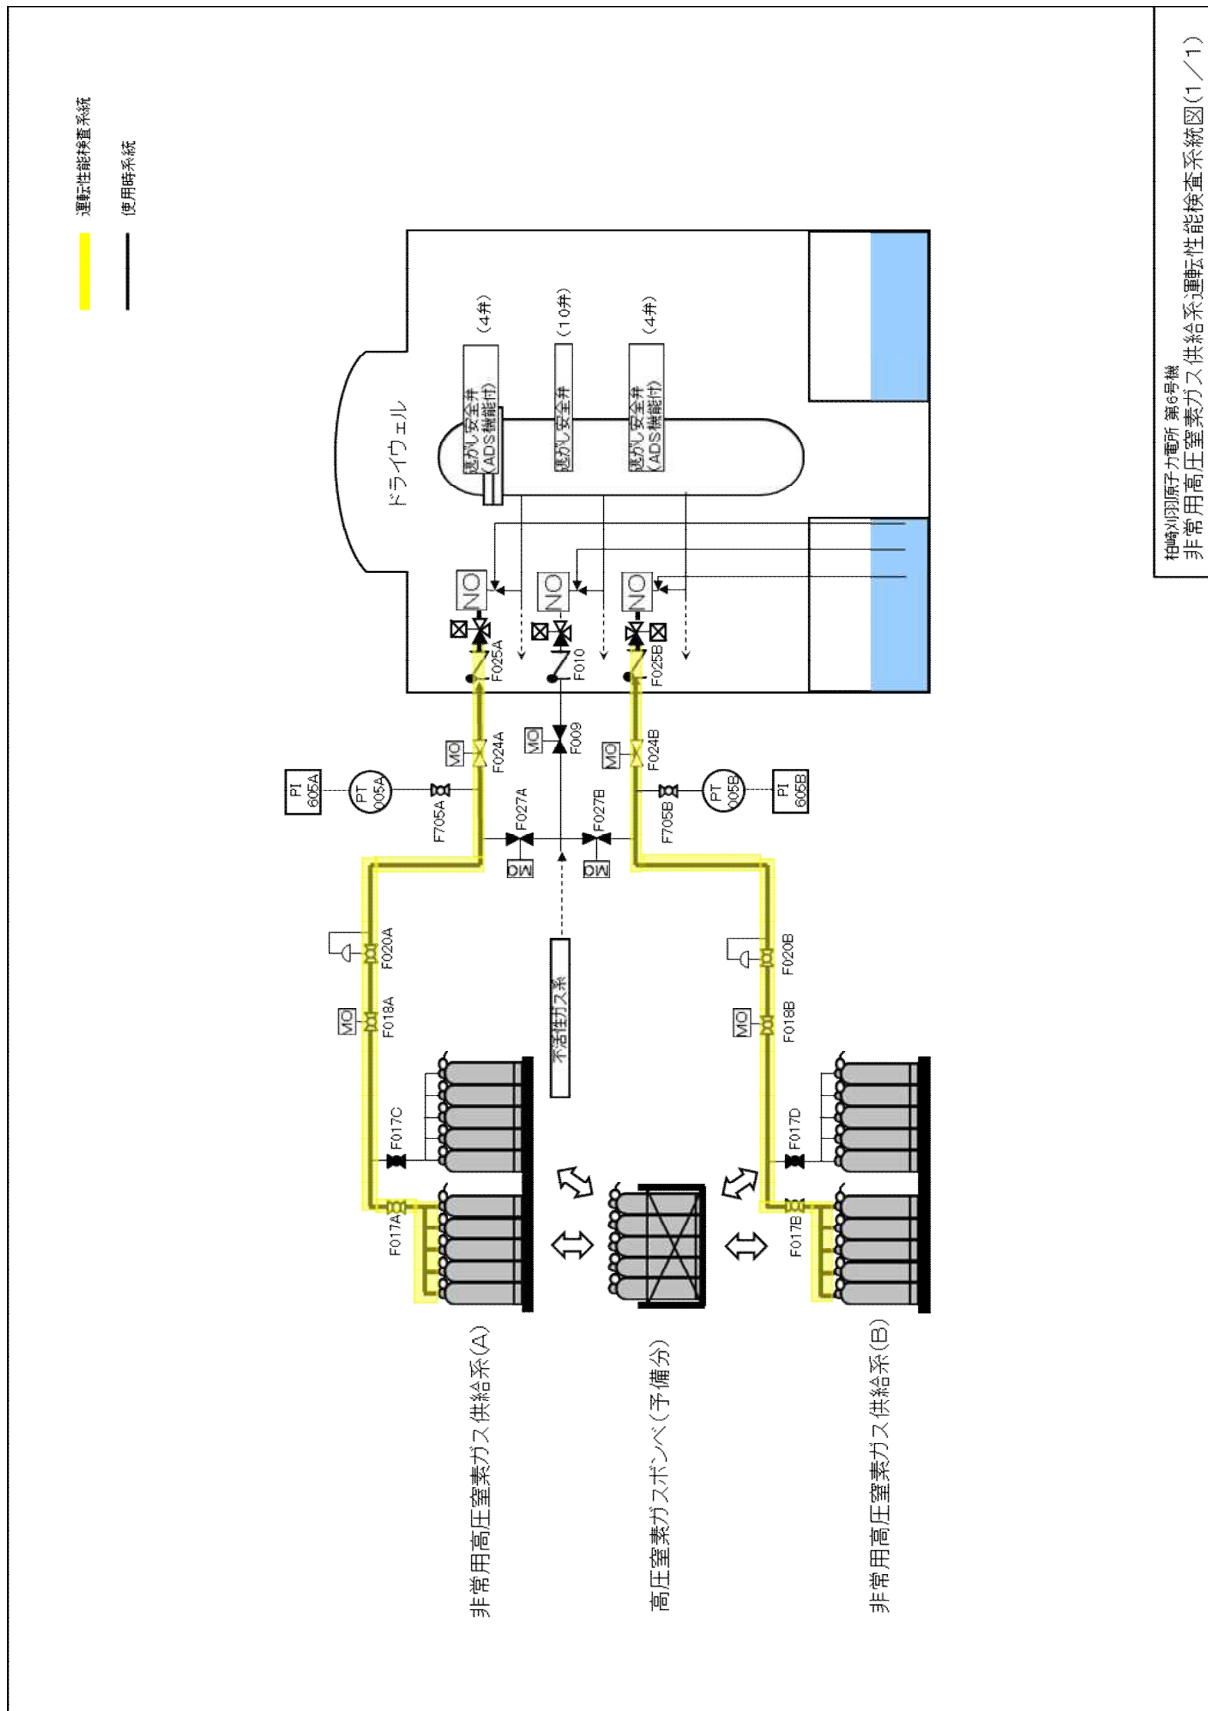 運転性能検査系統
使用時系統
ドライウェル
逃がし安全弁
(ADS機能付)
(4弁)
逃がし安全弁
(10弁)
逃がし安全弁
(ADS機能付)
(4弁)
NO
NO
NO
F025A
F010
F025B
MO
F024A
MO
F009
MO
F024B
PI
605A
PT
005A
F705A
F027A
MO
F027B
MO
F705B
PT
005B
PI
605B
不活性ガス系
F020A
MO
F018A
F020B
MO
F018B
F017C
F017A
F017D
F017B
非常用高圧窒素ガス供給系(A)
高圧窒素ガスボンベ(予備分)
非常用高圧窒素ガス供給系(B)
柏崎刈羽原子力電所 第6号機
非常用高圧窒素ガス供給系運転性能検査系統図(1/1)